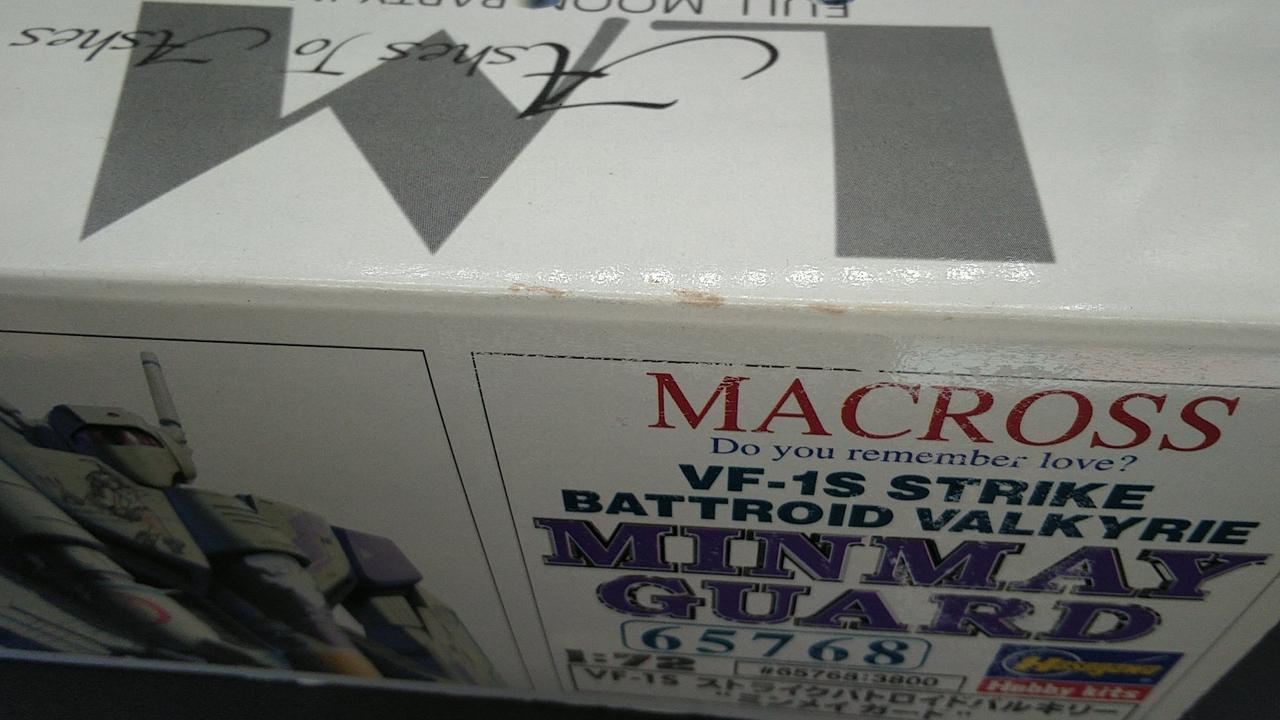 FULL MOON PARTY
Ashes To Ashes
LM
MACROSS
Do you remember love?
VF-1S STRIKE
BATTROID VALKYRIE
MINMAY
GUARD
65768
1:72
#65768:3800
Hasegawa
Hobby kits
VF-1S ストライクバトロイドバルキリー
"ミンメイガード"